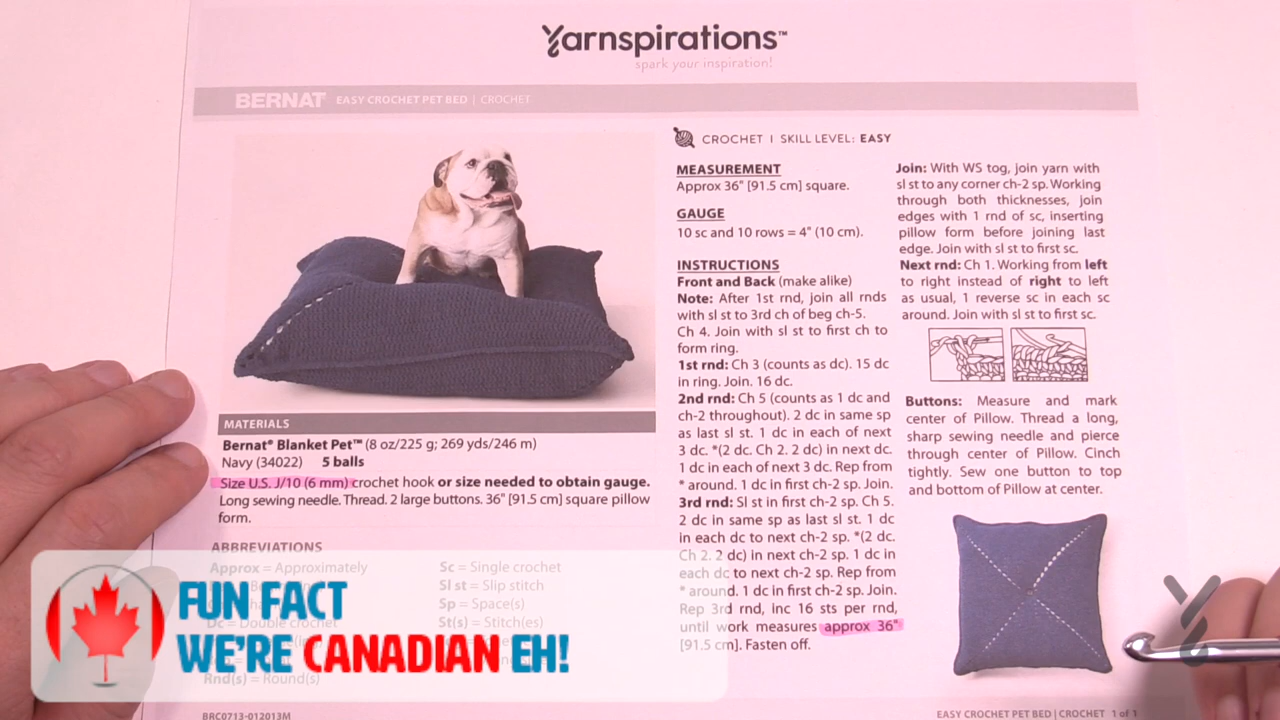 Yarnspirations™
spark your inspiration!
BERNAT EASY CROCHET PET BED | CROCHET
MATERIALS
Bernat® Blanket Pet™ (8 oz/225 g; 269 yds/246 m)
Navy (34022) 5 balls
Size U.S. J/10 (6 mm) crochet hook or size needed to obtain gauge.
Long sewing needle. Thread. 2 large buttons. 36" [91.5 cm] square pillow
form.
ABBREVIATIONS
Approx = Approximately
Dc = Double crochet
Rnd(s) = Round(s)
Sc = Single crochet
Sl st = Slip stitch
Sp = Space(s)
St(s) = Stitch(es)
FUN FACT
WE'RE CANADIAN EH!
BRC0713-012013M
CROCHET | SKILL LEVEL: EASY
MEASUREMENT
Approx 36" [91.5 cm] square.
GAUGE
10 sc and 10 rows = 4" (10 cm).
INSTRUCTIONS
Front and Back (make alike)
Note: After 1st rnd, join all rnds
with sl st to 3rd ch of beg ch-5.
Ch 4. Join with sl st to first ch to
form ring.
1st rnd: Ch 3 (counts as dc). 15 dc
in ring. Join. 16 dc.
2nd rnd: Ch 5 (counts as 1 dc and
ch-2 throughout). 2 dc in same sp
as last sl st. 1 dc in each of next
3 dc. *(2 dc. Ch 2. 2 dc) in next dc.
1 dc in each of next 3 dc. Rep from
* around. 1 dc in first ch-2 sp. Join.
3rd rnd: Sl st in first ch-2 sp. Ch 5.
2 dc in same sp as last sl st. 1 dc
in each dc to next ch-2 sp. *(2 dc.
Ch 2. 2 dc) in next ch-2 sp. 1 dc in
each dc to next ch-2 sp. Rep from
* around. 1 dc in first ch-2 sp. Join.
Rep 3rd rnd, inc 16 sts per rnd,
until work measures approx 36"
[91.5 cm]. Fasten off.
Join: With WS tog, join yarn with
sl st to any corner ch-2 sp. Working
through both thicknesses, join
edges with 1 rnd of sc, inserting
pillow form before joining last
edge. Join with sl st to first sc.
Next rnd: Ch 1. Working from left
to right instead of right to left
as usual, 1 reverse sc in each sc
around. Join with sl st to first sc.
Buttons: Measure and mark
center of Pillow. Thread a long,
sharp sewing needle and pierce
through center of Pillow. Cinch
tightly. Sew one button to top
and bottom of Pillow at center.
EASY CROCHET PET BED | CROCHET 1 of 1